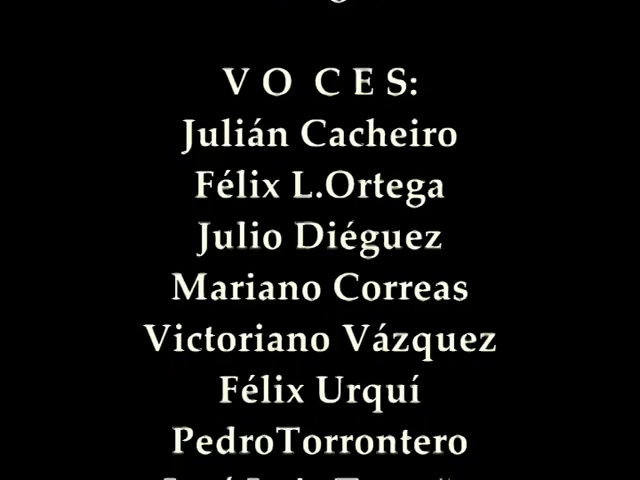 V O C E S:
Julián Cacheiro
Félix L.Ortega
Julio Diéguez
Mariano Correas
Victoriano Vázquez
Félix Urquí
PedroTorrontero